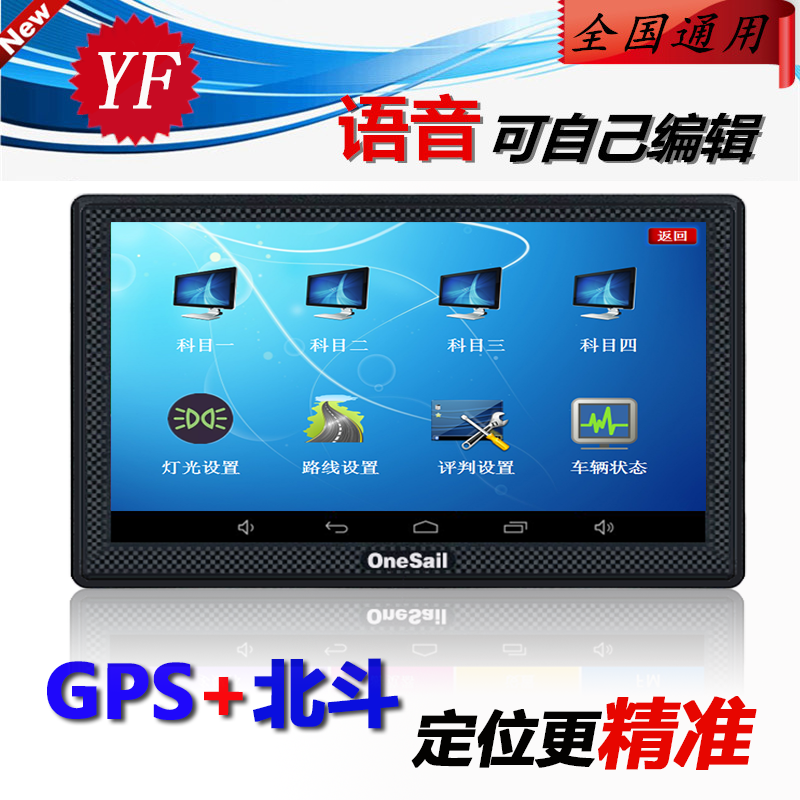 New
YF
全国通用
语音可自己编辑
返回
科目一 科目二 科目三 科目四
灯光设置 路线设置 评判设置 车辆状态
OneSail
OneSail
GPS+北斗
定位更精准